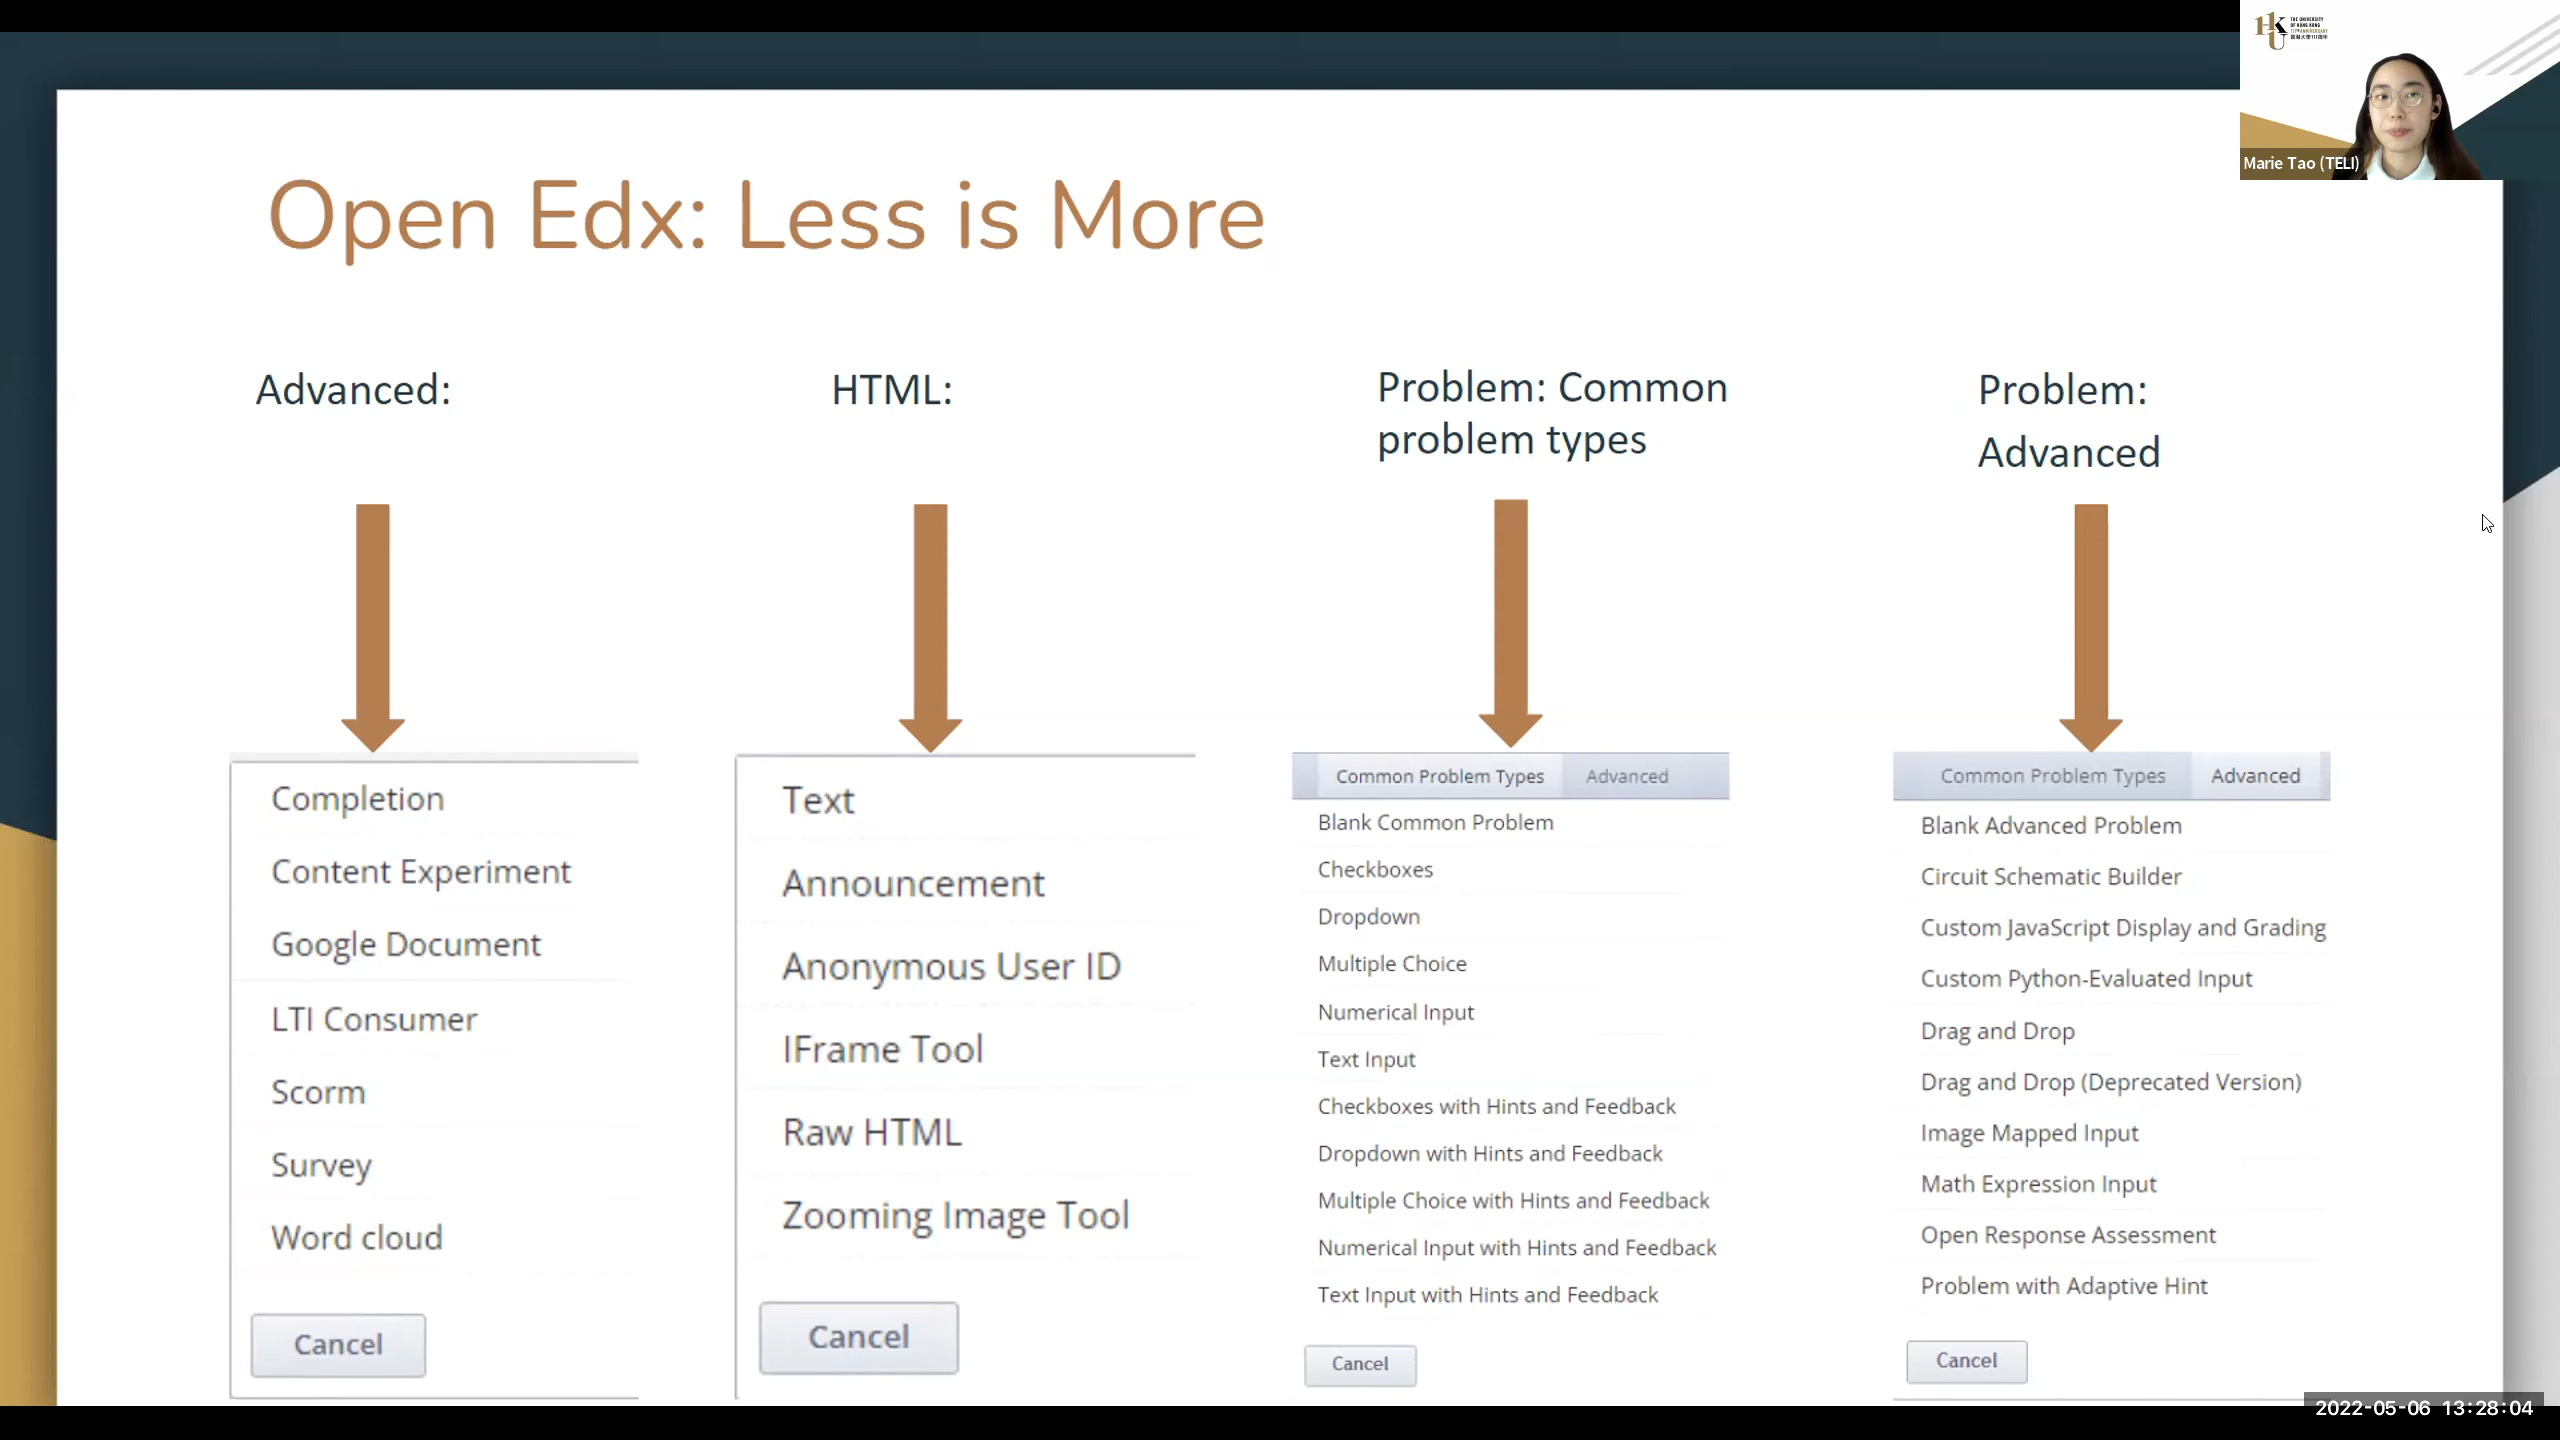 THE UNIVERSITY
OF HONG KONG
Marie Tao (TELI)
Open Edx: Less is More
Advanced:
Completion
Content Experiment
Google Document
LTI Consumer
Scorm
Survey
Word cloud
Cancel
HTML:
Text
Announcement
Anonymous User ID
IFrame Tool
Raw HTML
Zooming Image Tool
Cancel
Problem: Common
problem types
Common Problem Types Advanced
Blank Common Problem
Checkboxes
Dropdown
Multiple Choice
Numerical Input
Text Input
Checkboxes with Hints and Feedback
Dropdown with Hints and Feedback
Multiple Choice with Hints and Feedback
Numerical Input with Hints and Feedback
Text Input with Hints and Feedback
Cancel
Problem:
Advanced
Common Problem Types Advanced
Blank Advanced Problem
Circuit Schematic Builder
Custom JavaScript Display and Grading
Custom Python-Evaluated Input
Drag and Drop
Drag and Drop (Deprecated Version)
Image Mapped Input
Math Expression Input
Open Response Assessment
Problem with Adaptive Hint
Cancel
2022-05-06 13:28:04